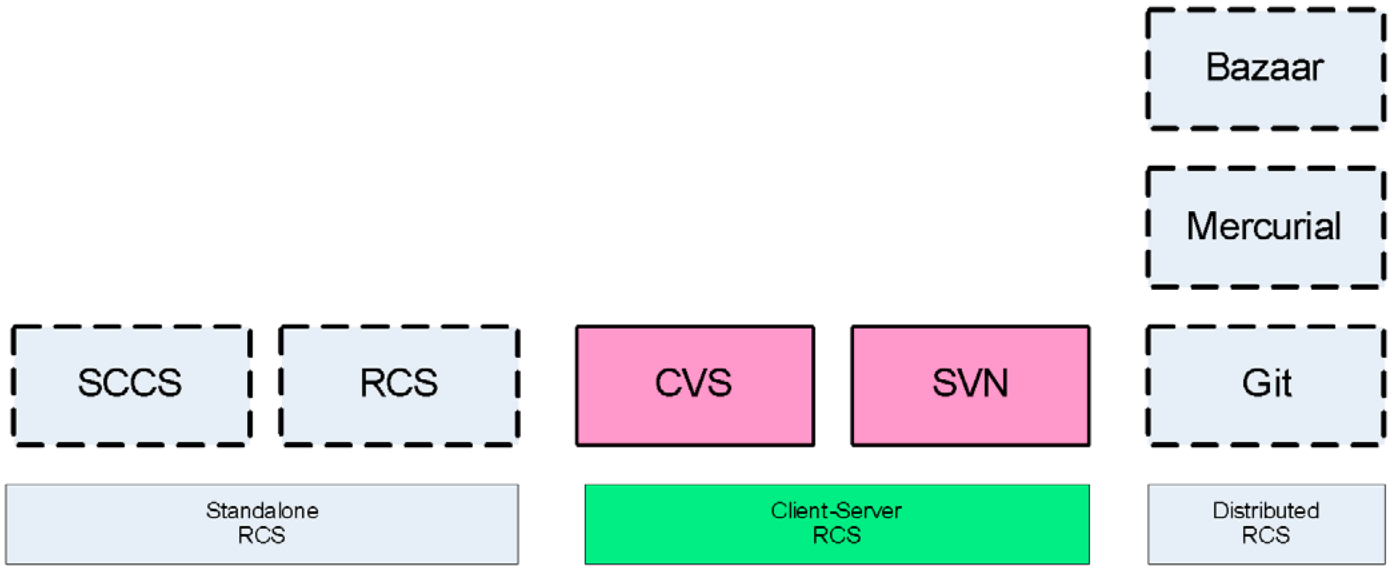 Bazaar
Mercurial
SCCS
RCS
CVS
SVN
Git
Standalone
RCS
Client-Server
RCS
Distributed
RCS